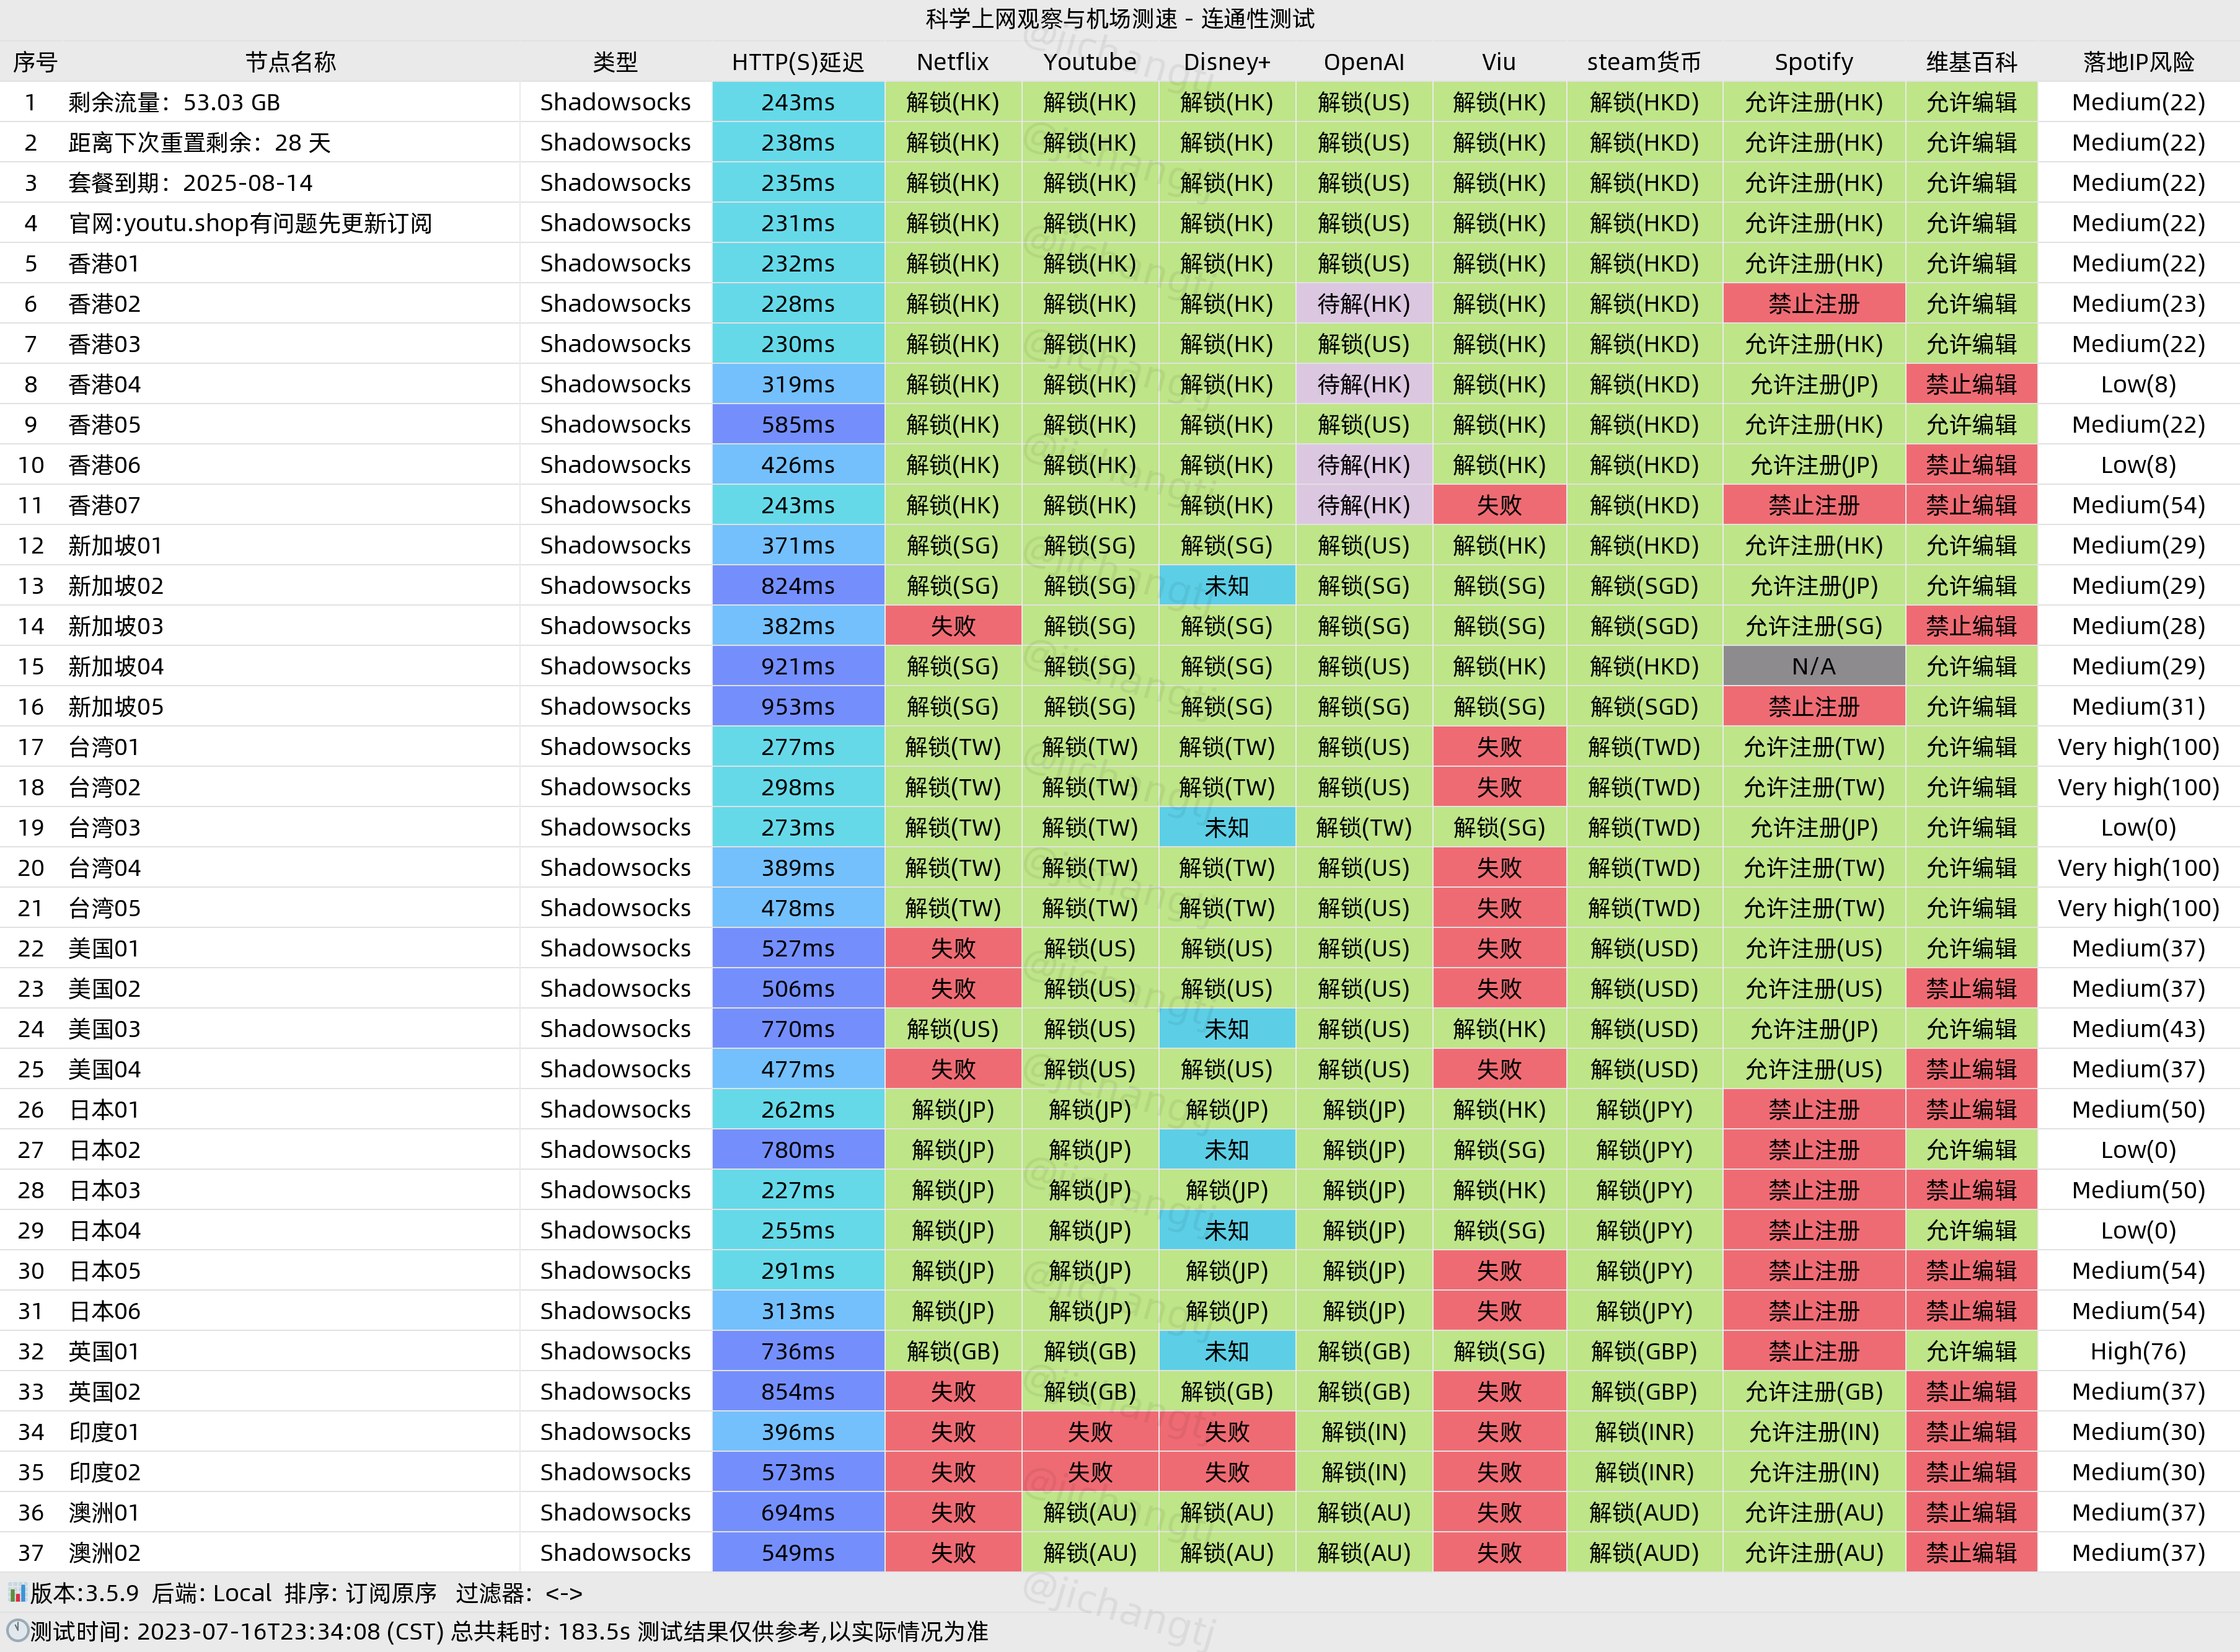 科学上网观察与机场测速 - 连通性测试
序号 节点名称 类型 HTTP(S)延迟 Netflix Youtube Disney+ OpenAI Viu steam货币 Spotify 维基百科 落地IP风险
1 剩余流量：53.03 GB Shadowsocks 243ms 解锁(HK) 解锁(HK) 解锁(HK) 解锁(US) 解锁(HK) 解锁(HKD) 允许注册(HK) 允许编辑 Medium(22)
2 距离下次重置剩余：28 天 Shadowsocks 238ms 解锁(HK) 解锁(HK) 解锁(HK) 解锁(US) 解锁(HK) 解锁(HKD) 允许注册(HK) 允许编辑 Medium(22)
3 套餐到期：2025-08-14 Shadowsocks 235ms 解锁(HK) 解锁(HK) 解锁(HK) 解锁(US) 解锁(HK) 解锁(HKD) 允许注册(HK) 允许编辑 Medium(22)
4 官网:youtu.shop有问题先更新订阅 Shadowsocks 231ms 解锁(HK) 解锁(HK) 解锁(HK) 解锁(US) 解锁(HK) 解锁(HKD) 允许注册(HK) 允许编辑 Medium(22)
5 香港01 Shadowsocks 232ms 解锁(HK) 解锁(HK) 解锁(HK) 解锁(US) 解锁(HK) 解锁(HKD) 允许注册(HK) 允许编辑 Medium(22)
6 香港02 Shadowsocks 228ms 解锁(HK) 解锁(HK) 解锁(HK) 待解(HK) 解锁(HK) 解锁(HKD) 禁止注册 允许编辑 Medium(23)
7 香港03 Shadowsocks 230ms 解锁(HK) 解锁(HK) 解锁(HK) 解锁(US) 解锁(HK) 解锁(HKD) 允许注册(HK) 允许编辑 Medium(22)
8 香港04 Shadowsocks 319ms 解锁(HK) 解锁(HK) 解锁(HK) 待解(HK) 解锁(HK) 解锁(HKD) 允许注册(JP) 禁止编辑 Low(8)
9 香港05 Shadowsocks 585ms 解锁(HK) 解锁(HK) 解锁(HK) 解锁(US) 解锁(HK) 解锁(HKD) 允许注册(HK) 允许编辑 Medium(22)
10 香港06 Shadowsocks 426ms 解锁(HK) 解锁(HK) 解锁(HK) 待解(HK) 解锁(HK) 解锁(HKD) 允许注册(JP) 禁止编辑 Low(8)
11 香港07 Shadowsocks 243ms 解锁(HK) 解锁(HK) 解锁(HK) 待解(HK) 失败 解锁(HKD) 禁止注册 禁止编辑 Medium(54)
12 新加坡01 Shadowsocks 371ms 解锁(SG) 解锁(SG) 解锁(SG) 解锁(US) 解锁(HK) 解锁(HKD) 允许注册(HK) 允许编辑 Medium(29)
13 新加坡02 Shadowsocks 824ms 解锁(SG) 解锁(SG) 未知 解锁(SG) 解锁(SG) 解锁(SGD) 允许注册(JP) 允许编辑 Medium(29)
14 新加坡03 Shadowsocks 382ms 失败 解锁(SG) 解锁(SG) 解锁(SG) 解锁(SG) 解锁(SGD) 允许注册(SG) 禁止编辑 Medium(28)
15 新加坡04 Shadowsocks 921ms 解锁(SG) 解锁(SG) 解锁(SG) 解锁(US) 解锁(HK) 解锁(HKD) N/A 允许编辑 Medium(29)
16 新加坡05 Shadowsocks 953ms 解锁(SG) 解锁(SG) 解锁(SG) 解锁(SG) 解锁(SG) 解锁(SGD) 禁止注册 允许编辑 Medium(31)
17 台湾01 Shadowsocks 277ms 解锁(TW) 解锁(TW) 解锁(TW) 解锁(US) 失败 解锁(TWD) 允许注册(TW) 允许编辑 Very high(100)
18 台湾02 Shadowsocks 298ms 解锁(TW) 解锁(TW) 解锁(TW) 解锁(US) 失败 解锁(TWD) 允许注册(TW) 允许编辑 Very high(100)
19 台湾03 Shadowsocks 273ms 解锁(TW) 解锁(TW) 未知 解锁(TW) 解锁(SG) 解锁(TWD) 允许注册(JP) 允许编辑 Low(0)
20 台湾04 Shadowsocks 389ms 解锁(TW) 解锁(TW) 解锁(TW) 解锁(US) 失败 解锁(TWD) 允许注册(TW) 允许编辑 Very high(100)
21 台湾05 Shadowsocks 478ms 解锁(TW) 解锁(TW) 解锁(TW) 解锁(US) 失败 解锁(TWD) 允许注册(TW) 允许编辑 Very high(100)
22 美国01 Shadowsocks 527ms 失败 解锁(US) 解锁(US) 解锁(US) 失败 解锁(USD) 允许注册(US) 允许编辑 Medium(37)
23 美国02 Shadowsocks 506ms 失败 解锁(US) 解锁(US) 解锁(US) 失败 解锁(USD) 允许注册(US) 禁止编辑 Medium(37)
24 美国03 Shadowsocks 770ms 解锁(US) 解锁(US) 未知 解锁(US) 解锁(HK) 解锁(USD) 允许注册(JP) 允许编辑 Medium(43)
25 美国04 Shadowsocks 477ms 失败 解锁(US) 解锁(US) 解锁(US) 失败 解锁(USD) 允许注册(US) 禁止编辑 Medium(37)
26 日本01 Shadowsocks 262ms 解锁(JP) 解锁(JP) 解锁(JP) 解锁(JP) 解锁(HK) 解锁(JPY) 禁止注册 禁止编辑 Medium(50)
27 日本02 Shadowsocks 780ms 解锁(JP) 解锁(JP) 未知 解锁(JP) 解锁(SG) 解锁(JPY) 禁止注册 允许编辑 Low(0)
28 日本03 Shadowsocks 227ms 解锁(JP) 解锁(JP) 解锁(JP) 解锁(JP) 解锁(HK) 解锁(JPY) 禁止注册 禁止编辑 Medium(50)
29 日本04 Shadowsocks 255ms 解锁(JP) 解锁(JP) 未知 解锁(JP) 解锁(SG) 解锁(JPY) 禁止注册 允许编辑 Low(0)
30 日本05 Shadowsocks 291ms 解锁(JP) 解锁(JP) 解锁(JP) 解锁(JP) 失败 解锁(JPY) 禁止注册 禁止编辑 Medium(54)
31 日本06 Shadowsocks 313ms 解锁(JP) 解锁(JP) 解锁(JP) 解锁(JP) 失败 解锁(JPY) 禁止注册 禁止编辑 Medium(54)
32 英国01 Shadowsocks 736ms 解锁(GB) 解锁(GB) 未知 解锁(GB) 解锁(SG) 解锁(GBP) 禁止注册 允许编辑 High(76)
33 英国02 Shadowsocks 854ms 失败 解锁(GB) 解锁(GB) 解锁(GB) 失败 解锁(GBP) 允许注册(GB) 禁止编辑 Medium(37)
34 印度01 Shadowsocks 396ms 失败 失败 失败 解锁(IN) 失败 解锁(INR) 允许注册(IN) 禁止编辑 Medium(30)
35 印度02 Shadowsocks 573ms 失败 失败 失败 解锁(IN) 失败 解锁(INR) 允许注册(IN) 禁止编辑 Medium(30)
36 澳洲01 Shadowsocks 694ms 失败 解锁(AU) 解锁(AU) 解锁(AU) 失败 解锁(AUD) 允许注册(AU) 禁止编辑 Medium(37)
37 澳洲02 Shadowsocks 549ms 失败 解锁(AU) 解锁(AU) 解锁(AU) 失败 解锁(AUD) 允许注册(AU) 禁止编辑 Medium(37)
版本:3.5.9 后端: Local 排序: 订阅原序 过滤器: <->
测试时间: 2023-07-16T23:34:08 (CST) 总共耗时: 183.5s 测试结果仅供参考,以实际情况为准
@jichangtj